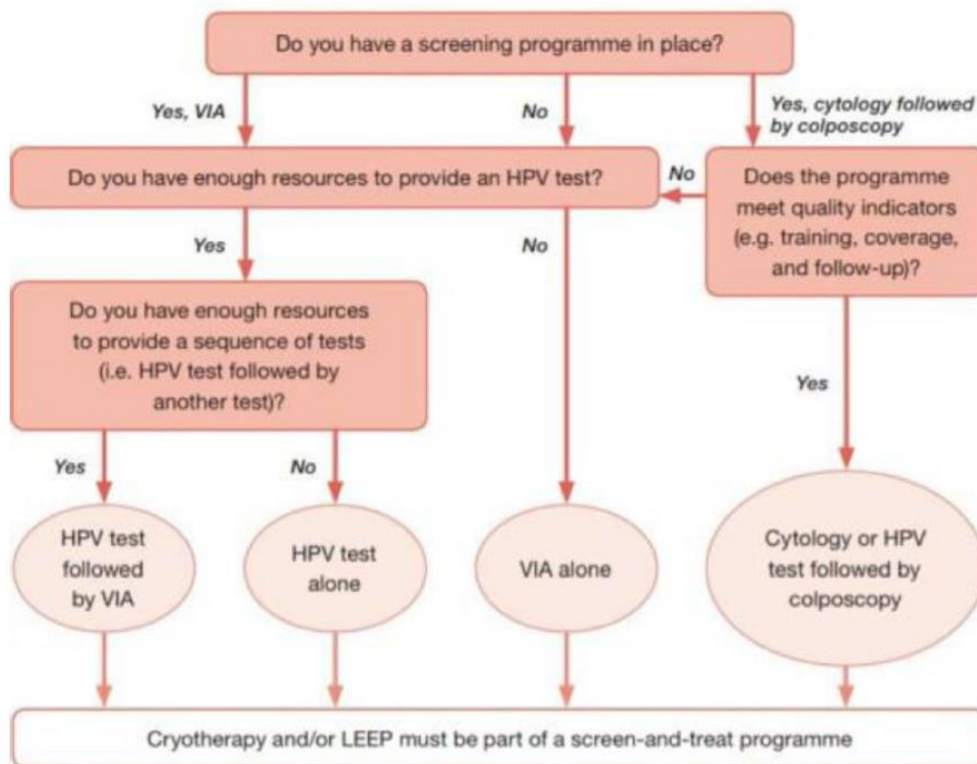 Do you have a screening programme in place?
Yes, VIA
No
Yes, cytology followed
by colposcopy
Do you have enough resources to provide an HPV test?
No
Does the programme
meet quality indicators
(e.g. training, coverage,
and follow-up)?
Yes
No
Do you have enough resources
to provide a sequence of tests
(i.e. HPV test followed by
another test)?
Yes
Yes
No
HPV test
followed
by VIA
HPV test
alone
VIA alone
Cytology or HPV
test followed by
colposcopy
Cryotherapy and/or LEEP must be part of a screen-and-treat programme